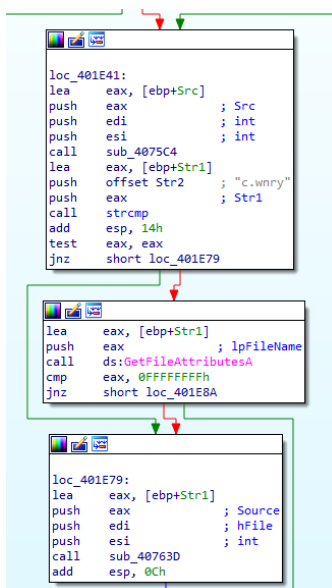 loc_401E41:
lea eax, [ebp+Src]
push eax ; Src
push edi ; int
push esi ; int
call sub_4075C4
lea eax, [ebp+Str1]
push offset Str2 ; "c.wnry"
push eax ; Str1
call strcmp
add esp, 14h
test eax, eax
jnz short loc_401E79
lea eax, [ebp+Str1]
push eax ; lpFileName
call ds:GetFileAttributesA
cmp eax, 0FFFFFFFFh
jnz short loc_401E8A
loc_401E79:
lea eax, [ebp+Str1]
push eax ; Source
push edi ; hFile
push esi ; int
call sub_40763D
add esp, 0Ch